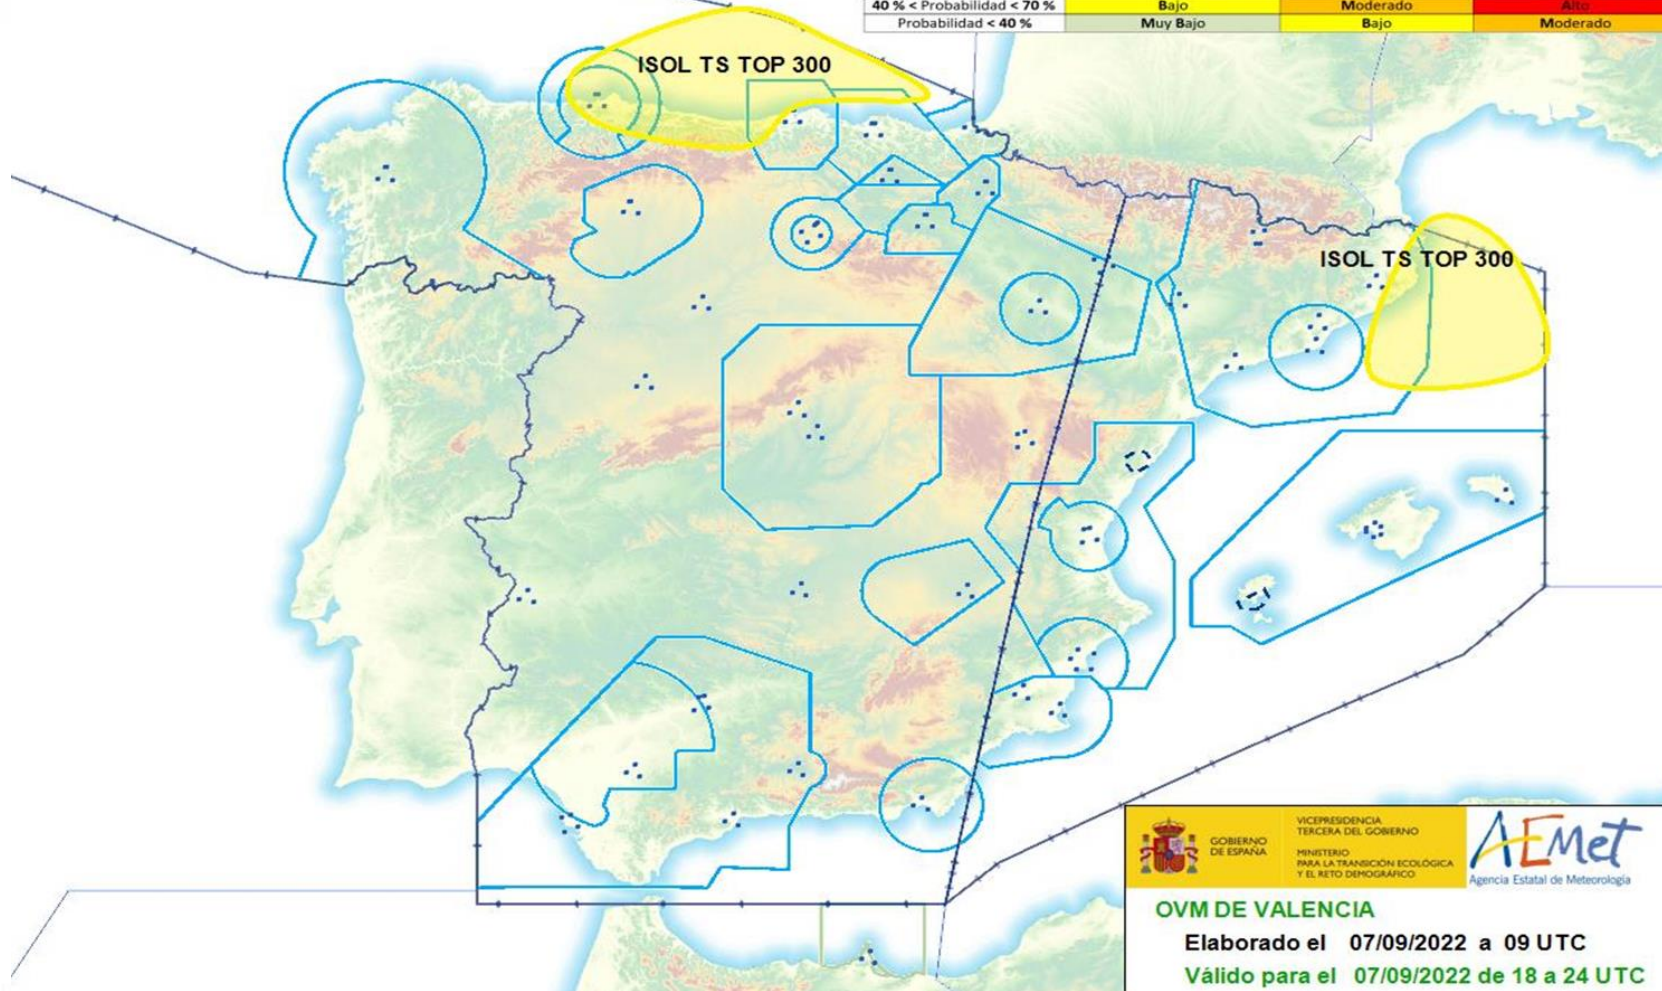 40 % < Probabilidad < 70 % Bajo Moderado Alto
Probabilidad < 40 % Muy Bajo Bajo Moderado
ISOL TS TOP 300
ISOL TS TOP 300
GOBIERNO
DE ESPAÑA
VICEPRESIDENCIA
TERCERA DEL GOBIERNO
MINISTERIO
PARA LA TRANSICIÓN ECOLÓGICA
Y EL RETO DEMOGRÁFICO
AEMet
Agencia Estatal de Meteorología
OVM DE VALENCIA
Elaborado el 07/09/2022 a 09 UTC
Válido para el 07/09/2022 de 18 a 24 UTC